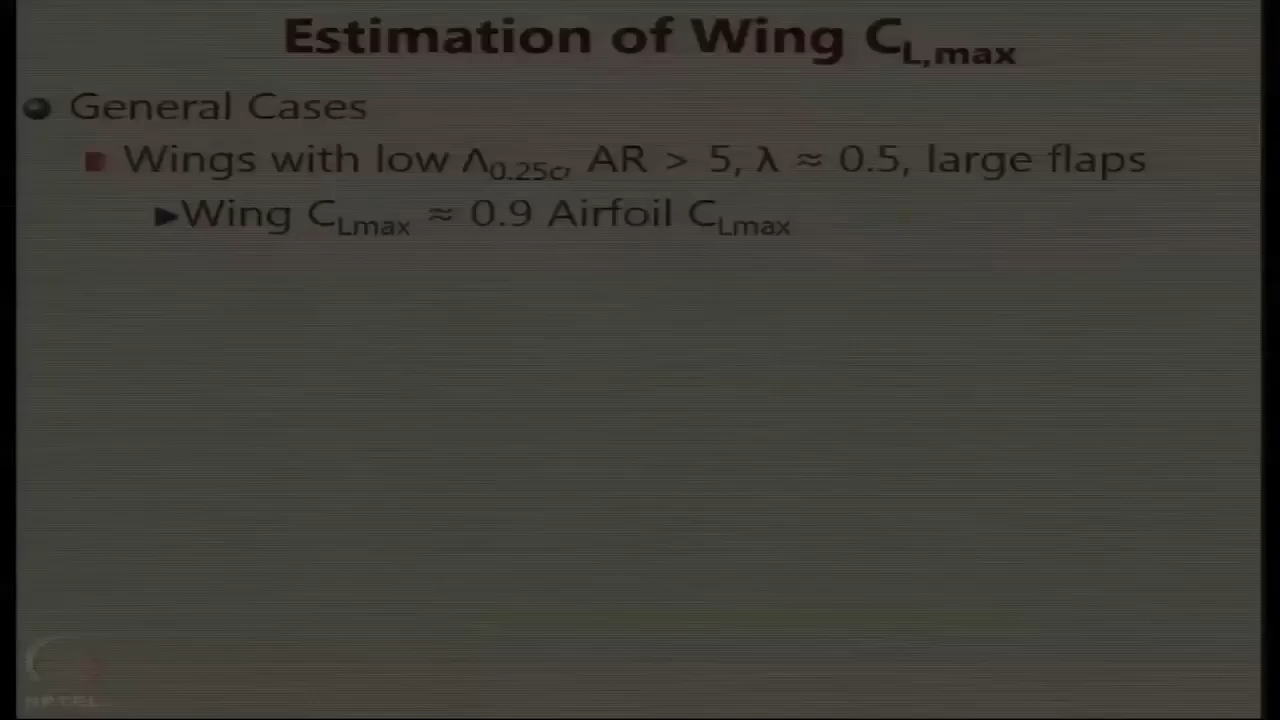 Estimation of Wing C_L,max
General Cases
Wings with low Λ_0.25c, AR > 5, λ ≈ 0.5, large flaps
Wing C_Lmax ≈ 0.9 Airfoil C_Lmax
NPTEL